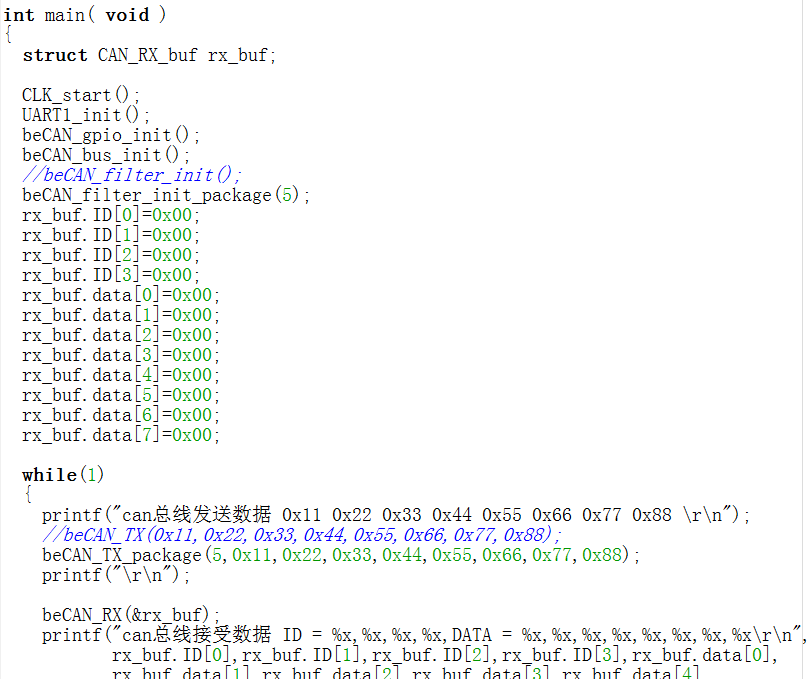 int main( void )
{
struct CAN_RX_buf rx_buf;
CLK_start();
UART1_init();
beCAN_gpio_init();
beCAN_bus_init();
//beCAN_filter_init();
beCAN_filter_init_package(5);
rx_buf.ID[0]=0x00;
rx_buf.ID[1]=0x00;
rx_buf.ID[2]=0x00;
rx_buf.ID[3]=0x00;
rx_buf.data[0]=0x00;
rx_buf.data[1]=0x00;
rx_buf.data[2]=0x00;
rx_buf.data[3]=0x00;
rx_buf.data[4]=0x00;
rx_buf.data[5]=0x00;
rx_buf.data[6]=0x00;
rx_buf.data[7]=0x00;
while(1)
{
printf("can总线发送数据 0x11 0x22 0x33 0x44 0x55 0x66 0x77 0x88 \r\n");
//beCAN_TX(0x11,0x22,0x33,0x44,0x55,0x66,0x77,0x88);
beCAN_TX_package(5,0x11,0x22,0x33,0x44,0x55,0x66,0x77,0x88);
printf("\r\n");
beCAN_RX(&rx_buf);
printf("can总线接受数据 ID = %x,%x,%x,%x,DATA = %x,%x,%x,%x,%x,%x,%x,%x\r\n",
rx_buf.ID[0],rx_buf.ID[1],rx_buf.ID[2],rx_buf.ID[3],rx_buf.data[0],
rx_buf.data[1],rx_buf.data[2],rx_buf.data[3],rx_buf.data[4]